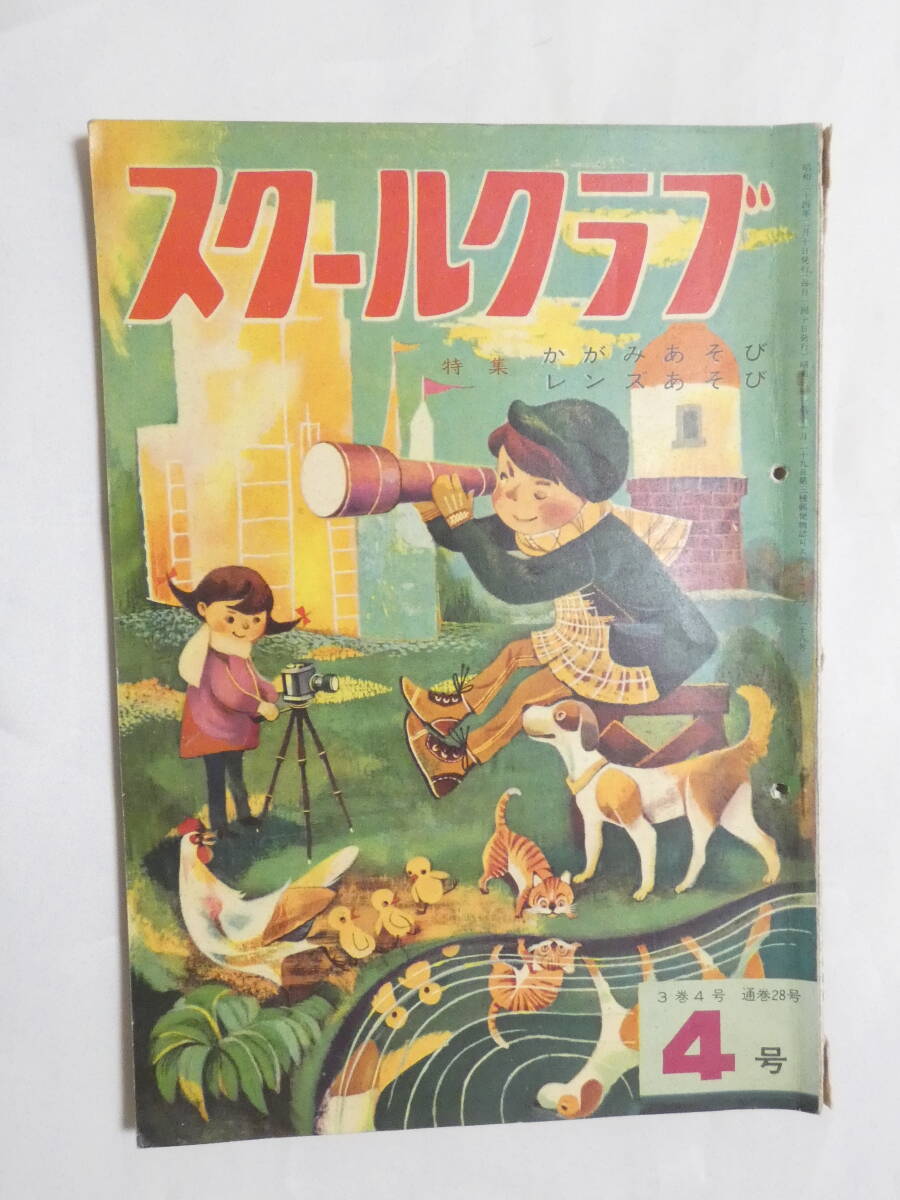 スクールクラブ
特集 かがみあそび
レンズあそび
3巻4号 通巻28号
4号